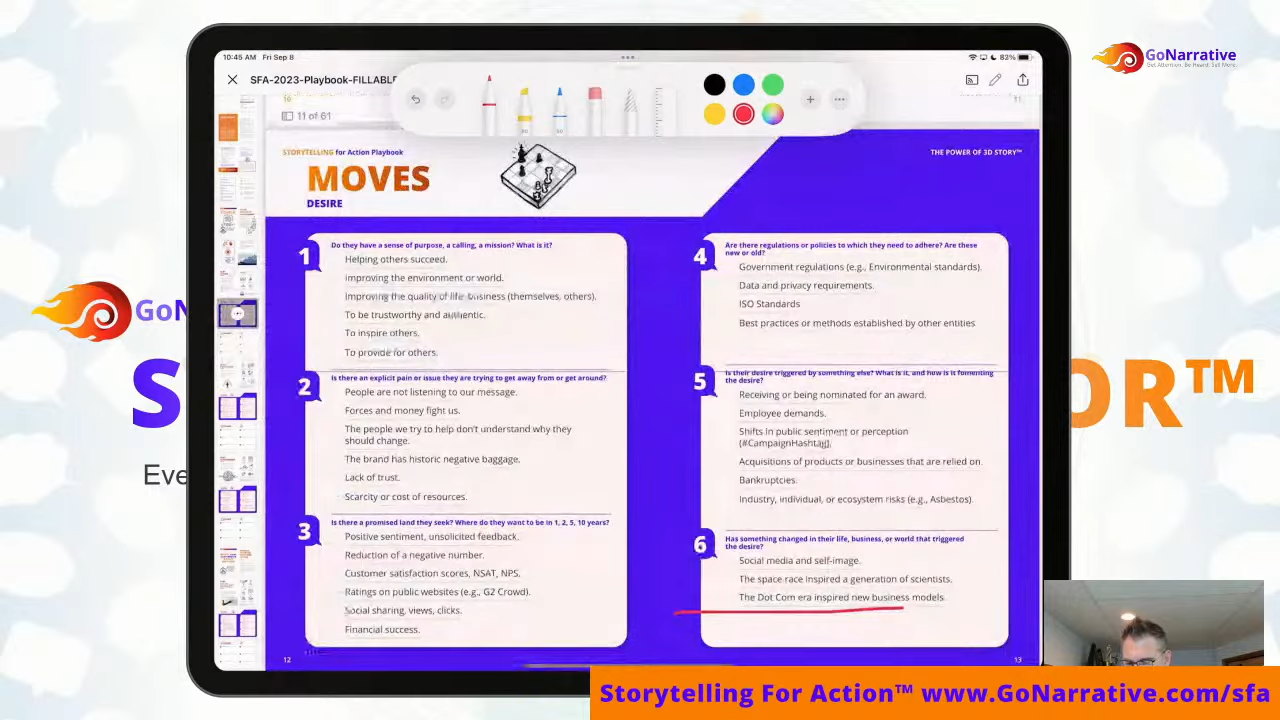 10:45 AM Fri Sep 8
82%
SFA-2023-Playbook-FILLABLE
GoNarrative
Get Attention. Be Heard. Sell More.
10
11
11 of 61
STORYTELLING for Action Playbook
THE POWER OF 3D STORY™
MOVES
DESIRE
1
Do they have a sense of purpose, a calling, a mission? What is it?
Helping others succeed.
Improving the environment or world.
Improving the quality of life-business (themselves, others).
To be trustworthy and authentic.
To inspire others.
To provide for others.
2
Is there an explicit pain or issue they are trying to get away from or get around?
People are not listening to our message.
Forces and money fight us.
The people we try to help don't understand why they
should change.
The brand has historic negative baggage.
Lack of trust.
Scarcity or cost of resources.
3
Is there a promised land they seek? Where do they want to be in 1, 2, 5, 10 years?
Positive sentiment, unsolicited feedback.
Reduction of a negative number.
Customer satisfaction scores, NSAT, NPS.
Ratings on public websites (e.g., G2 Crowd).
Social sharing, views, clicks.
Financial success.
12
4
Are there regulations or policies to which they need to adhere? Are these
new or old?
Government regulations (e.g., Environmental standards).
Data and privacy requirements.
ISO Standards
Best practices or methods established by other entities
5
Is their desire triggered by something else? What is it, and how is it fomenting
the desire?
Receiving or being nominated for an award.
Employee demands.
Shifts in public sentiment or perception
(#CampaignHashtag).
Acquisitions of products or businesses that are relied on.
Bankruptcies.
Industry, individual, or ecosystem risks (e.g., Asbestos).
6
Has something changed in their life, business, or world that triggered
the desire?
Social media and self-image.
The space race inspired a generation of scientists.
The Dot Com era inspired new business models.
13
GoN
S
OR™
Eve
Storytelling For Action™ www.GoNarrative.com/sfa